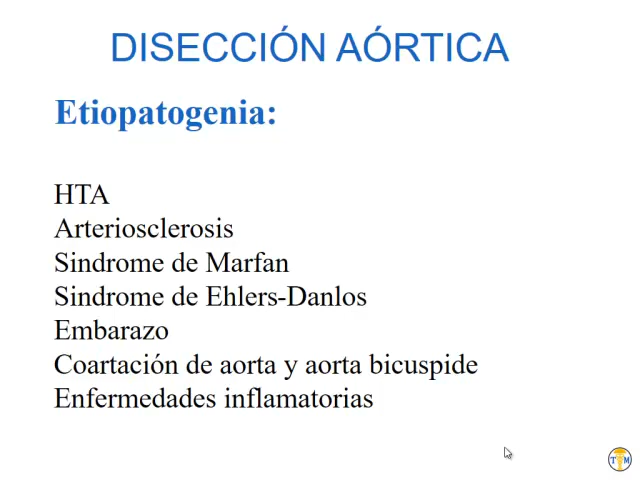 DISECCIÓN AÓRTICA
Etiopatogenia:
HTA
Arteriosclerosis
Sindrome de Marfan
Sindrome de Ehlers-Danlos
Embarazo
Coartación de aorta y aorta bicuspide
Enfermedades inflamatorias
T M